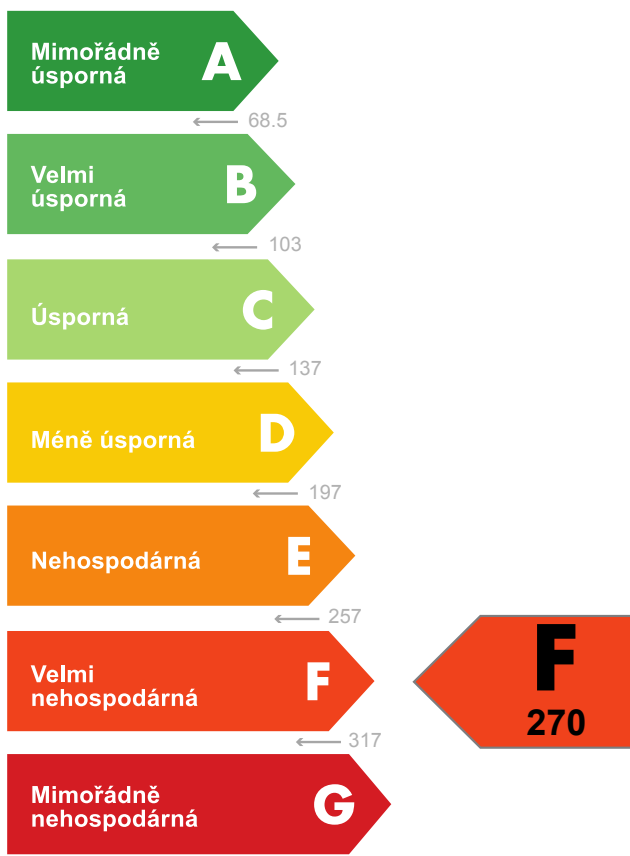 Mimořádně
úsporná A
← 68.5
Velmi
úsporná B
← 103
Úsporná C
← 137
Méně úsporná D
← 197
Nehospodárná E
← 257
Velmi
nehospodárná F
F
270
← 317
Mimořádně
nehospodárná G